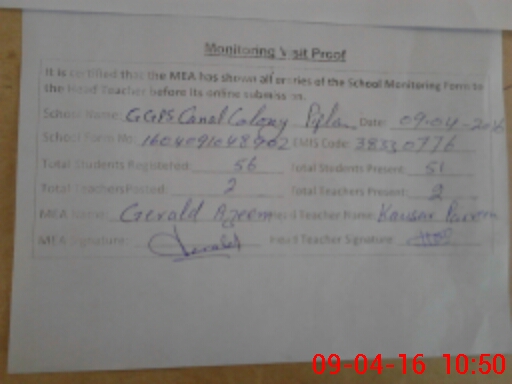 Monitoring Visit Proof
It is certified that the MEA has shown all entries of the School Monitoring Form to
the Head Teacher before its online submission.
School Name: GGPS Canal Colony Piplan Date: 09-04-2016
School Form No: EMIS Code: 38330776
Total Students Registered: 56 Total Students Present: 51
Total Teachers Posted: 2 Total Teachers Present: 2
MEA Name: Gerald Azeem Head Teacher Name: Kausar Parveen
MEA Signature: Head Teacher Signature:
09-04-16 10:50